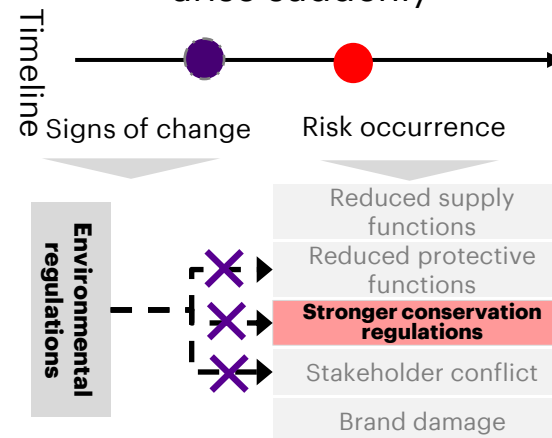 Timeline
Signs of change
Risk occurrence
Environmental
regulations
Reduced supply
functions
Reduced protective
functions
Stronger conservation
regulations
Stakeholder conflict
Brand damage